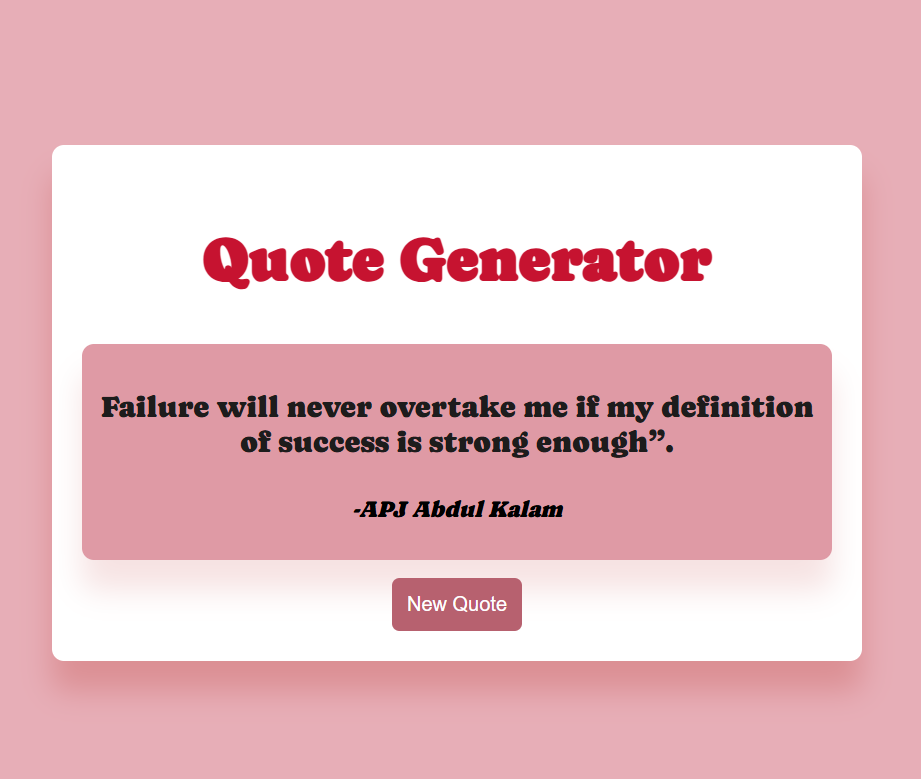 Quote Generator
Failure will never overtake me if my definition
of success is strong enough”.
-APJ Abdul Kalam
New Quote